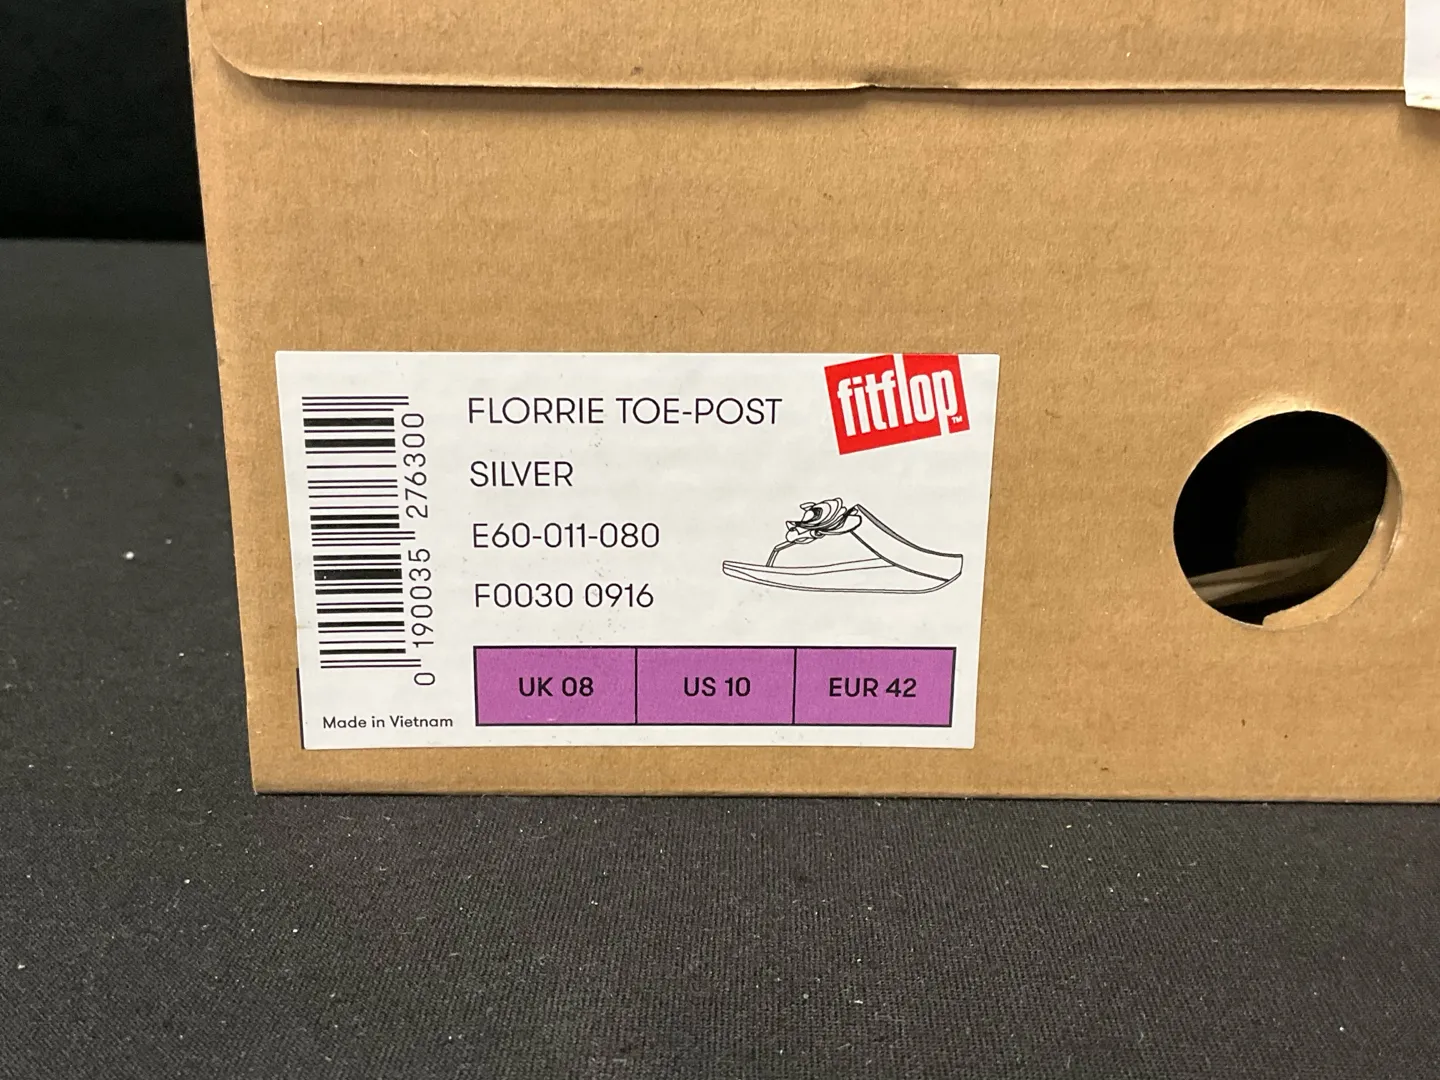 fitflop™
FLORRIE TOE-POST
SILVER
E60-011-080
F0030 0916
UK 08 US 10 EUR 42
0 190035 276300
Made in Vietnam